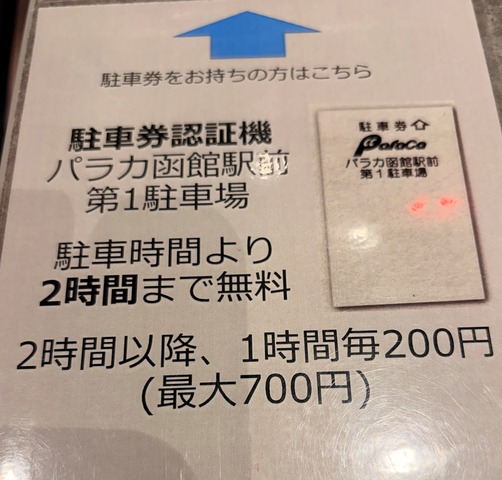 駐車券をお持ちの方はこちら
駐車券認証機
パラカ函館駅前
第1駐車場
駐車券
Paraca
パラカ函館駅前
第1駐車場
駐車時間より
2時間まで無料
2時間以降、1時間毎200円
(最大700円)